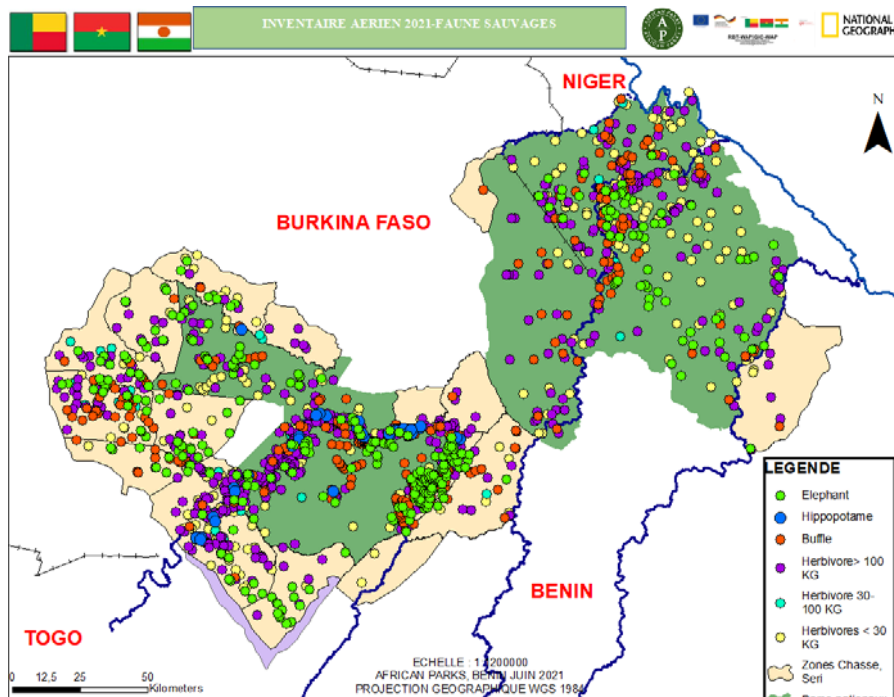 INVENTAIRE AERIEN 2021-FAUNE SAUVAGES
NATIONAL
GEOGRAPH
NIGER
N
BURKINA FASO
BENIN
TOGO
LEGENDE
Elephant
Hippopotame
Buffle
Herbivore> 100
KG
Herbivore 30-
100 KG
Herbivores < 30
KG
Zones Chasse,
Seri
0 12,5 25 50
Kilometers
ECHELLE : 1
AFRICAN PARKS, BENIN JUIN 2021
PROJECTION GEOGRAPHIQUE WGS 1984